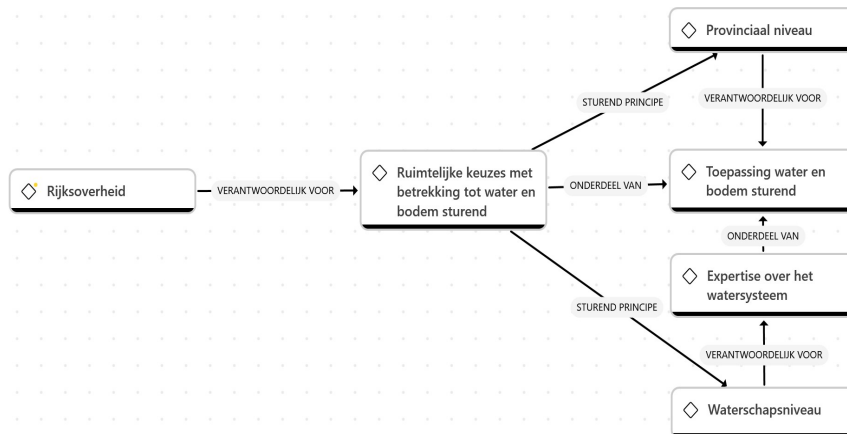 Provinciaal niveau
STUREND PRINCIPE
VERANTWOORDELIJK VOOR
Rijksoverheid
VERANTWOORDELIJK VOOR
Ruimtelijke keuzes met
betrekking tot water en
bodem sturend
ONDERDEEL VAN
Toepassing water en
bodem sturend
ONDERDEEL VAN
Expertise over het
watersysteem
STUREND PRINCIPE
VERANTWOORDELIJK VOOR
Waterschapsniveau